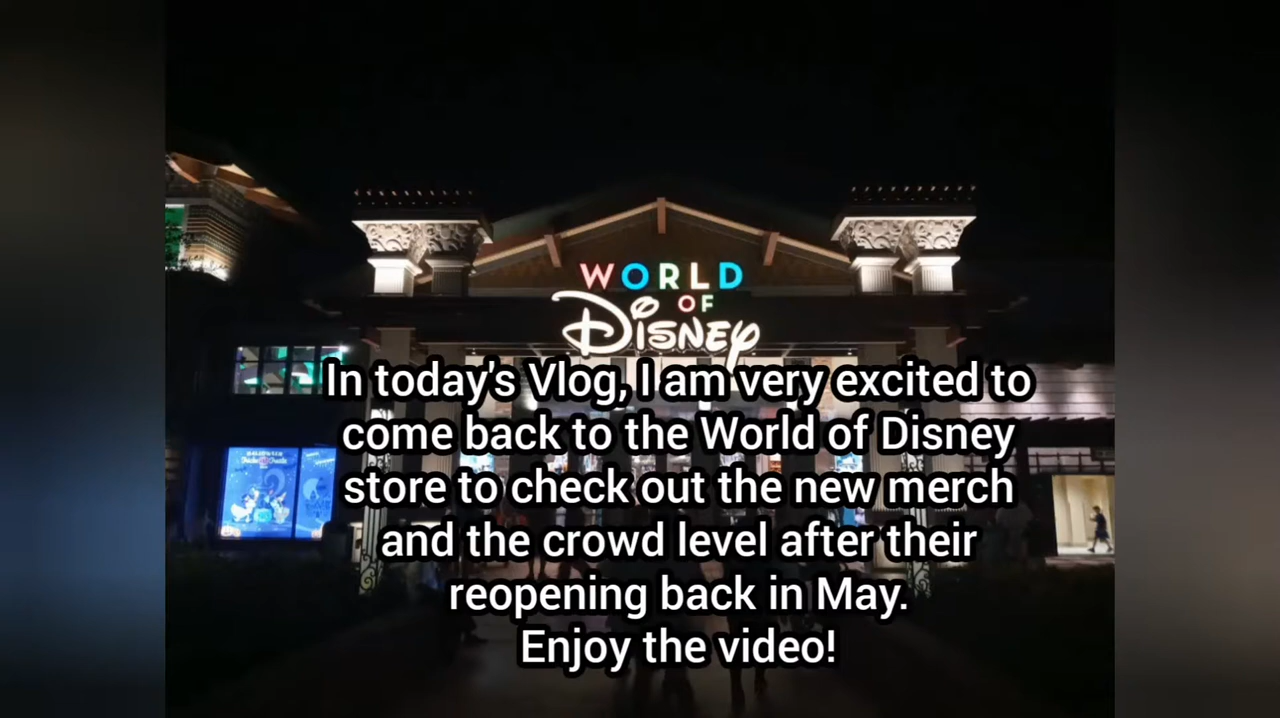 WORLD
OF
DISNEY
In today's Vlog, I am very excited to
come back to the World of Disney
store to check out the new merch
and the crowd level after their
reopening back in May.
Enjoy the video!